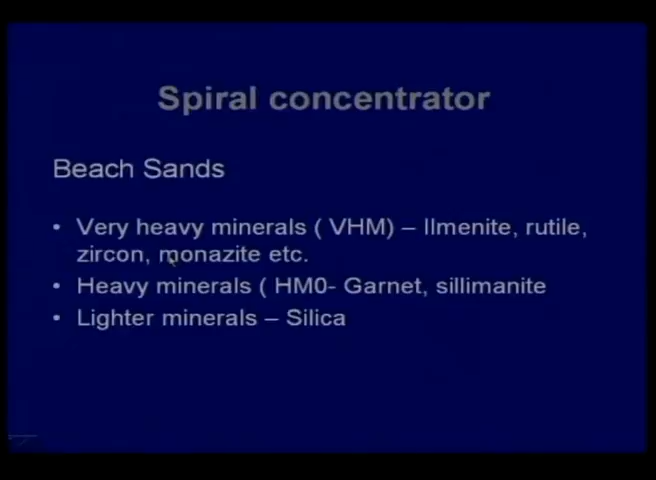 Spiral concentrator
Beach Sands
• Very heavy minerals ( VHM) – Ilmenite, rutile,
zircon, monazite etc.
• Heavy minerals ( HM0- Garnet, sillimanite
• Lighter minerals – Silica